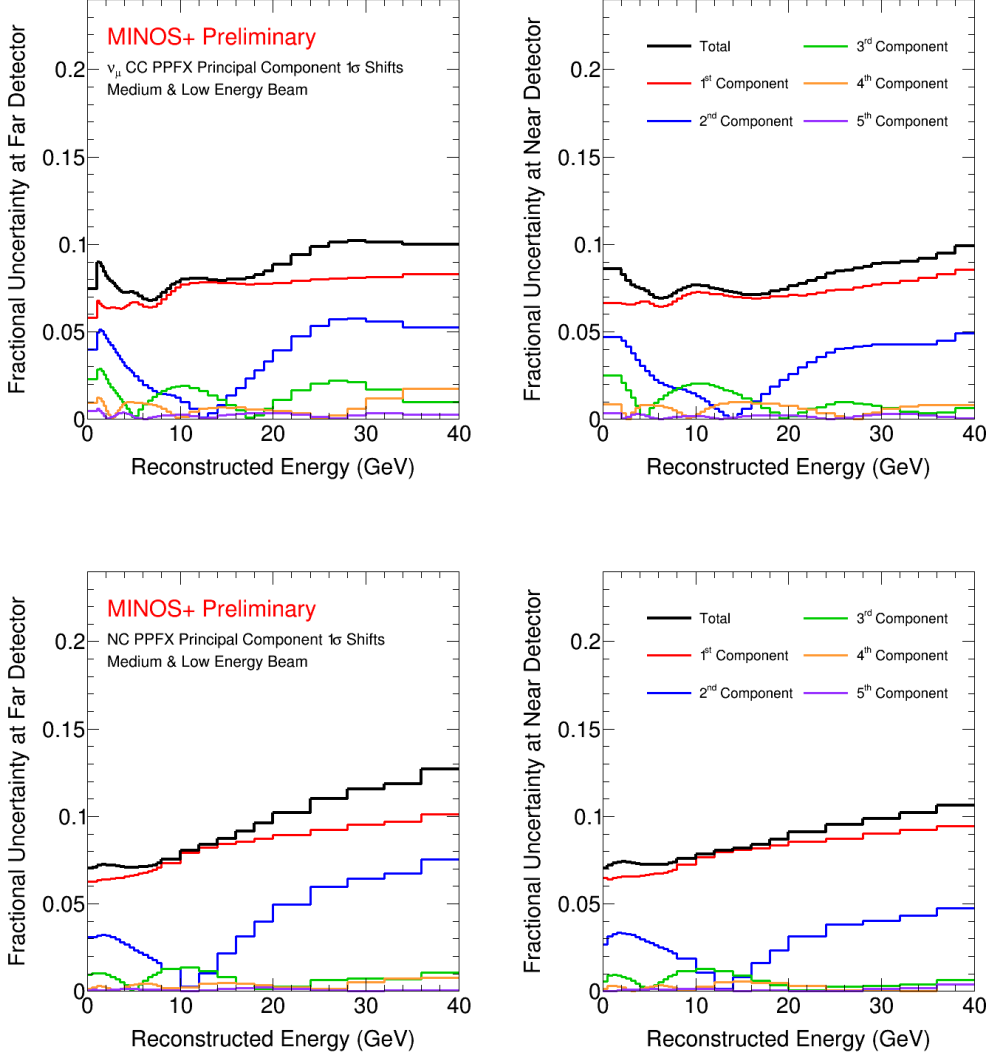 MINOS+ Preliminary
νμ CC PPFX Principal Component 1σ Shifts
Medium & Low Energy Beam
Fractional Uncertainty at Far Detector
0.2
0.15
0.1
0.05
0
0 10 20 30 40
Reconstructed Energy (GeV)
Total
1st Component
2nd Component
3rd Component
4th Component
5th Component
Fractional Uncertainty at Near Detector
0.2
0.15
0.1
0.05
0
0 10 20 30 40
Reconstructed Energy (GeV)
MINOS+ Preliminary
NC PPFX Principal Component 1σ Shifts
Medium & Low Energy Beam
Fractional Uncertainty at Far Detector
0.2
0.15
0.1
0.05
0
0 10 20 30 40
Reconstructed Energy (GeV)
Total
1st Component
2nd Component
3rd Component
4th Component
5th Component
Fractional Uncertainty at Near Detector
0.2
0.15
0.1
0.05
0
0 10 20 30 40
Reconstructed Energy (GeV)